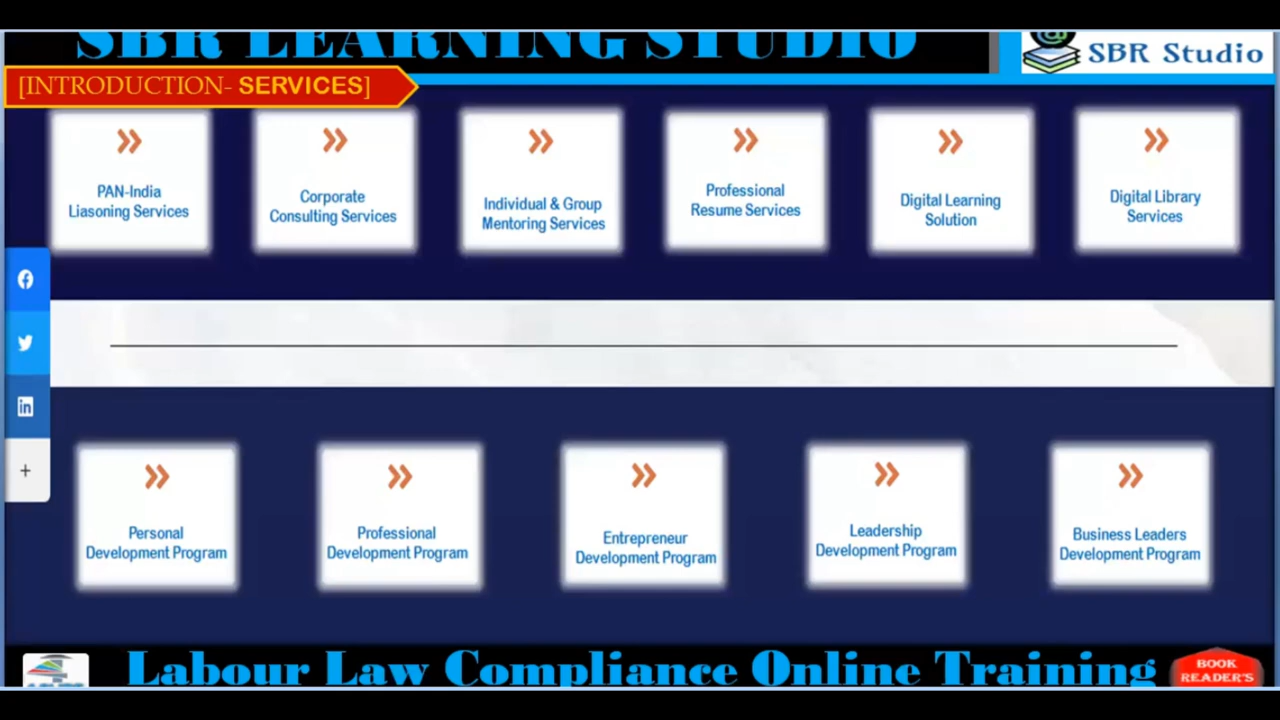 SBR LEARNING STUDIO
SBR Studio
[INTRODUCTION- SERVICES]
PAN-India
Liasoning Services
Corporate
Consulting Services
Individual & Group
Mentoring Services
Professional
Resume Services
Digital Learning
Solution
Digital Library
Services
Personal
Development Program
Professional
Development Program
Entrepreneur
Development Program
Leadership
Development Program
Business Leaders
Development Program
Labour Law Compliance Online Training
BOOK
READER'S